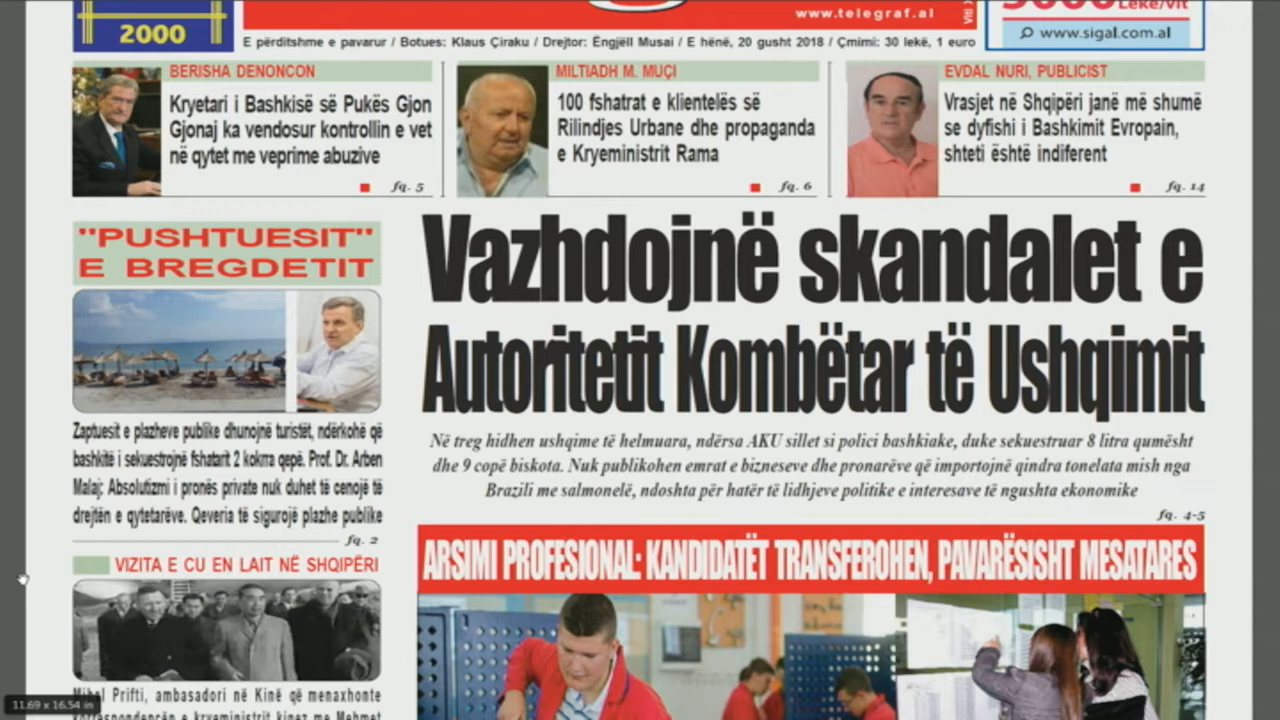 2000
www.telegraf.al
Lekë/vit
www.sigal.com.al
E përditshme e pavarur / Botues: Klaus Çiraku / Drejtor: Ëngjëll Musai / E hënë, 20 gusht 2018 / Çmimi: 30 lekë, 1 euro
BERISHA DENONCON
Kryetari i Bashkisë së Pukës Gjon
Gjonaj ka vendosur kontrollin e vet
në qytet me veprime abuzive
fq. 5
MILTIADH M. MUÇI
100 fshatrat e klientelës së
Rilindjes Urbane dhe propaganda
e Kryeministrit Rama
fq. 6
EVDAL NURI, PUBLICIST
Vrasjet në Shqipëri janë më shumë
se dyfishi i Bashkimit Evropain,
shteti është indiferent
fq. 14
"PUSHTUESIT"
E BREGDETIT
Zaptuesit e plazheve publike dhunojnë turistët, ndërkohë që
bashkitë i sekuestrojnë fshatarit 2 kokrra qepë. Prof. Dr. Arben
Malaj: Absolutizmi i pronës private nuk duhet të cenojë të
drejtën e qytetarëve. Qeveria të sigurojë plazhe publike
fq. 2
VIZITA E CU EN LAIT NË SHQIPËRI
Mihal Prifti, ambasadori në Kinë që menaxhonte
korrespondencën e kryeministrit kinez me Mehmet
Vazhdojnë skandalet e
Autoritetit Kombëtar të Ushqimit
Në treg hidhen ushqime të helmuara, ndërsa AKU sillet si polici bashkiake, duke sekuestruar 8 litra qumësht
dhe 9 copë biskota. Nuk publikohen emrat e bizneseve dhe pronarëve që importojnë qindra tonelata mish nga
Brazili me salmonelë, ndoshta për hatër të lidhjeve politike e interesave të ngushta ekonomike
fq. 4-5
ARSIMI PROFESIONAL: KANDIDATËT TRANSFEROHEN, PAVARËSISHT MESATARES
11.69 x 16.54 in